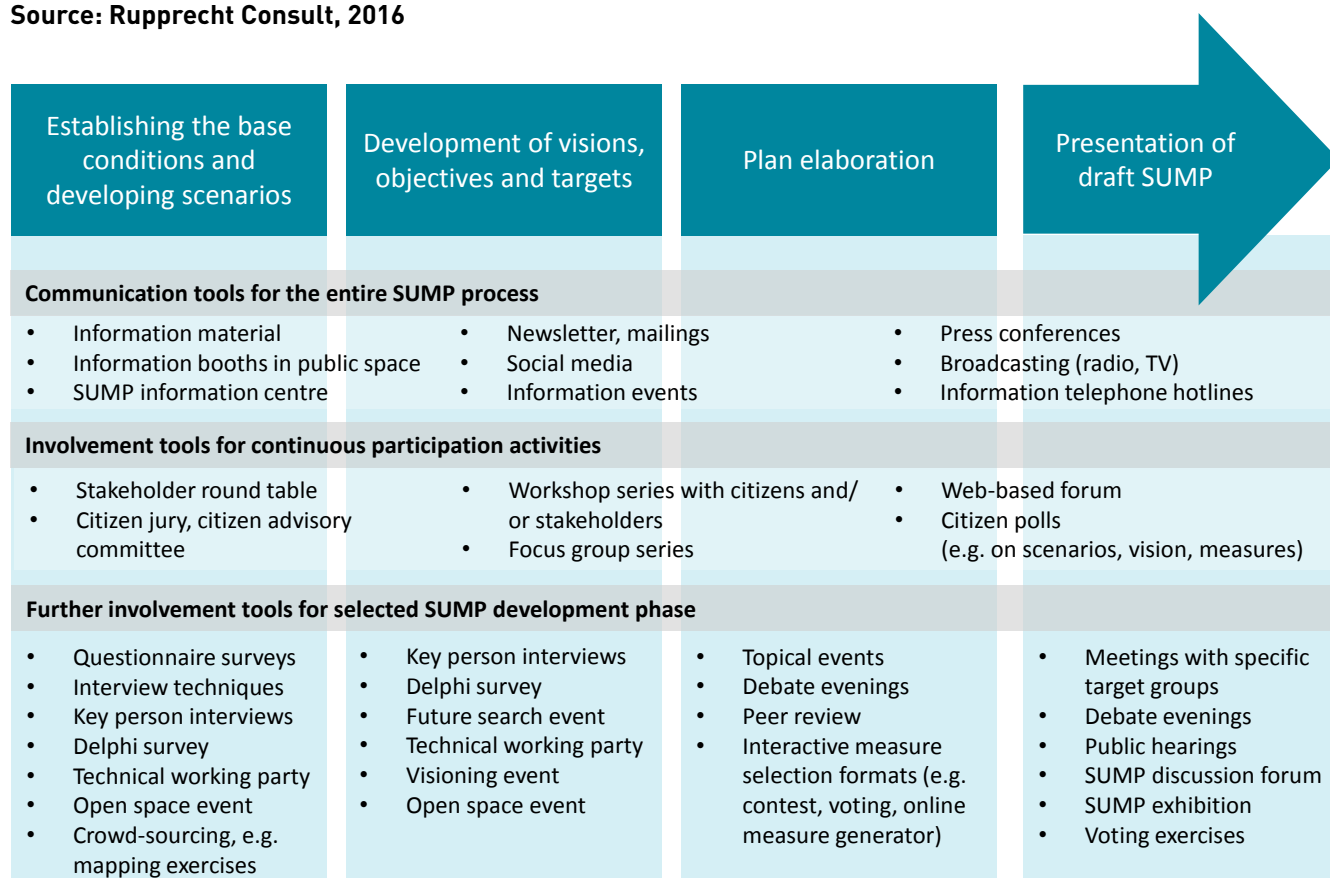 Source: Rupprecht Consult, 2016
Establishing the base
conditions and
developing scenarios
Development of visions,
objectives and targets
Plan elaboration
Presentation of
draft SUMP
Communication tools for the entire SUMP process
• Information material
• Information booths in public space
• SUMP information centre
• Newsletter, mailings
• Social media
• Information events
• Press conferences
• Broadcasting (radio, TV)
• Information telephone hotlines
Involvement tools for continuous participation activities
• Stakeholder round table
• Citizen jury, citizen advisory
committee
• Workshop series with citizens and/
or stakeholders
• Focus group series
• Web-based forum
• Citizen polls
(e.g. on scenarios, vision, measures)
Further involvement tools for selected SUMP development phase
• Questionnaire surveys
• Interview techniques
• Key person interviews
• Delphi survey
• Technical working party
• Open space event
• Crowd-sourcing, e.g.
mapping exercises
• Key person interviews
• Delphi survey
• Future search event
• Technical working party
• Visioning event
• Open space event
• Topical events
• Debate evenings
• Peer review
• Interactive measure
selection formats (e.g.
contest, voting, online
measure generator)
• Meetings with specific
target groups
• Debate evenings
• Public hearings
• SUMP discussion forum
• SUMP exhibition
• Voting exercises